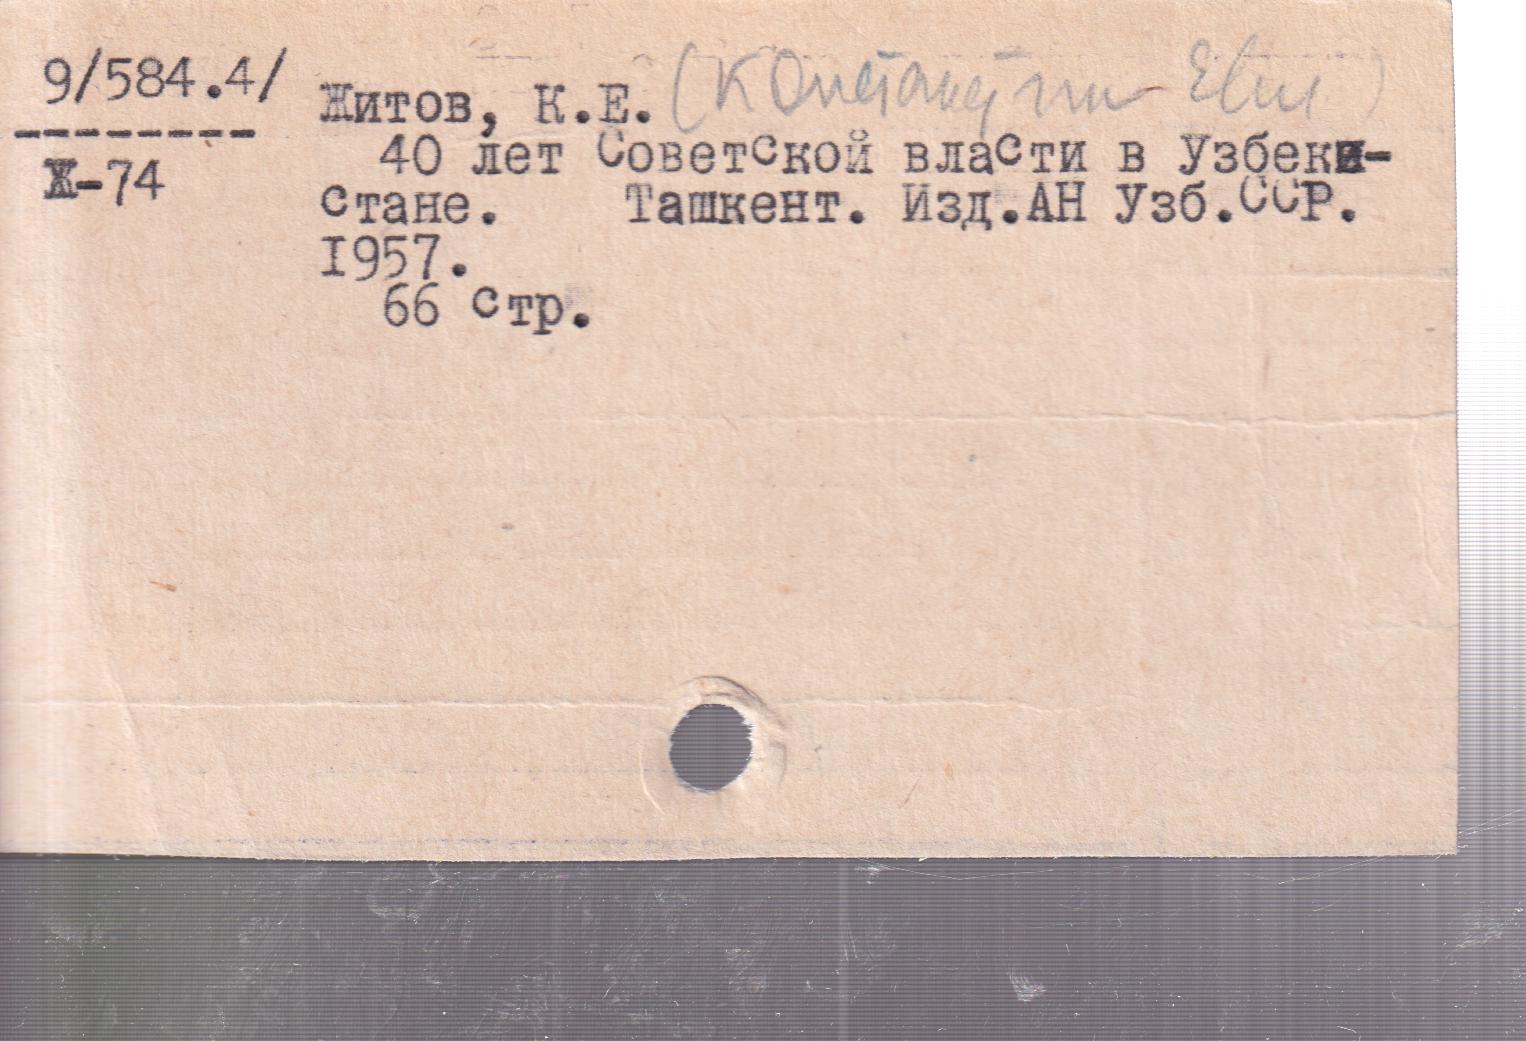 9/584.4/
---------
Ж-74
Житов, К.Е. (Константин Евг)
40 лет Советской власти в Узбеки-
стане. Ташкент. Изд.АН Узб.ССР.
1957.
66 стр.